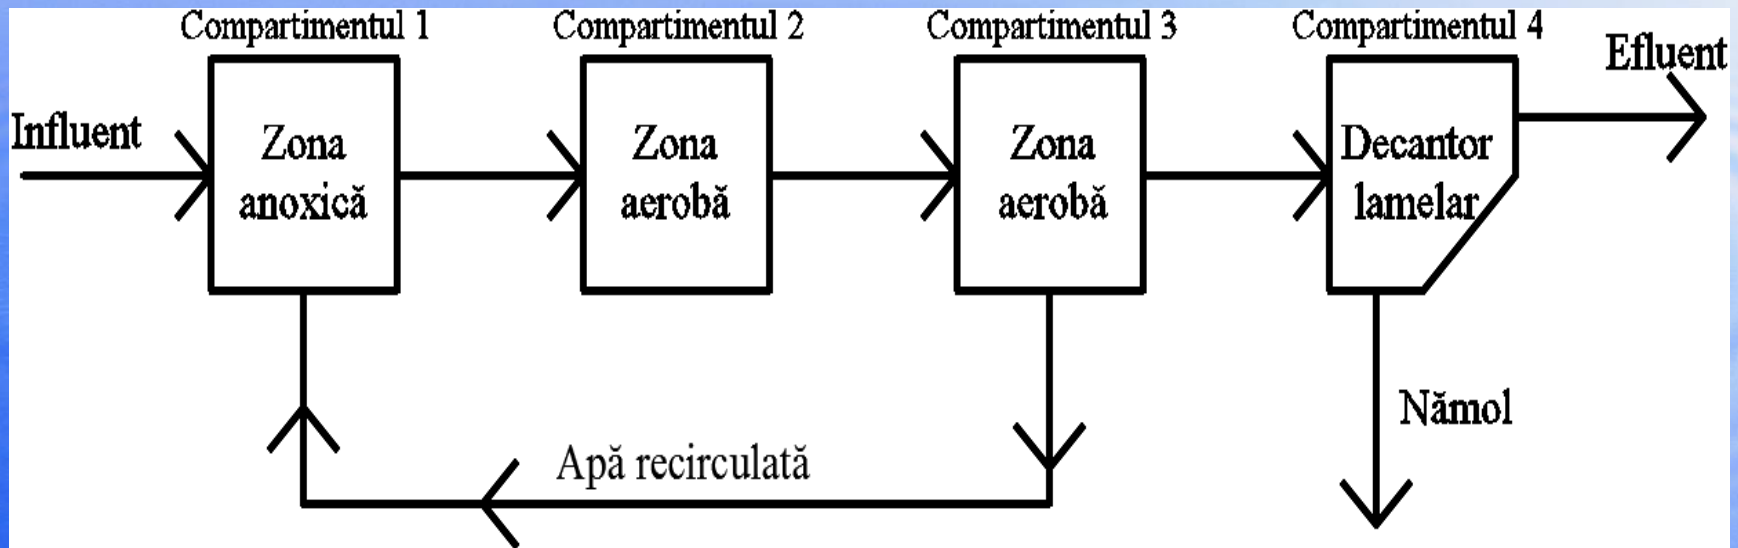 Compartimentul 1
Compartimentul 2
Compartimentul 3
Compartimentul 4
Influent
Zona
anoxică
Zona
aerobă
Zona
aerobă
Decantor
lamelar
Efluent
Apă recirculată
Nămol